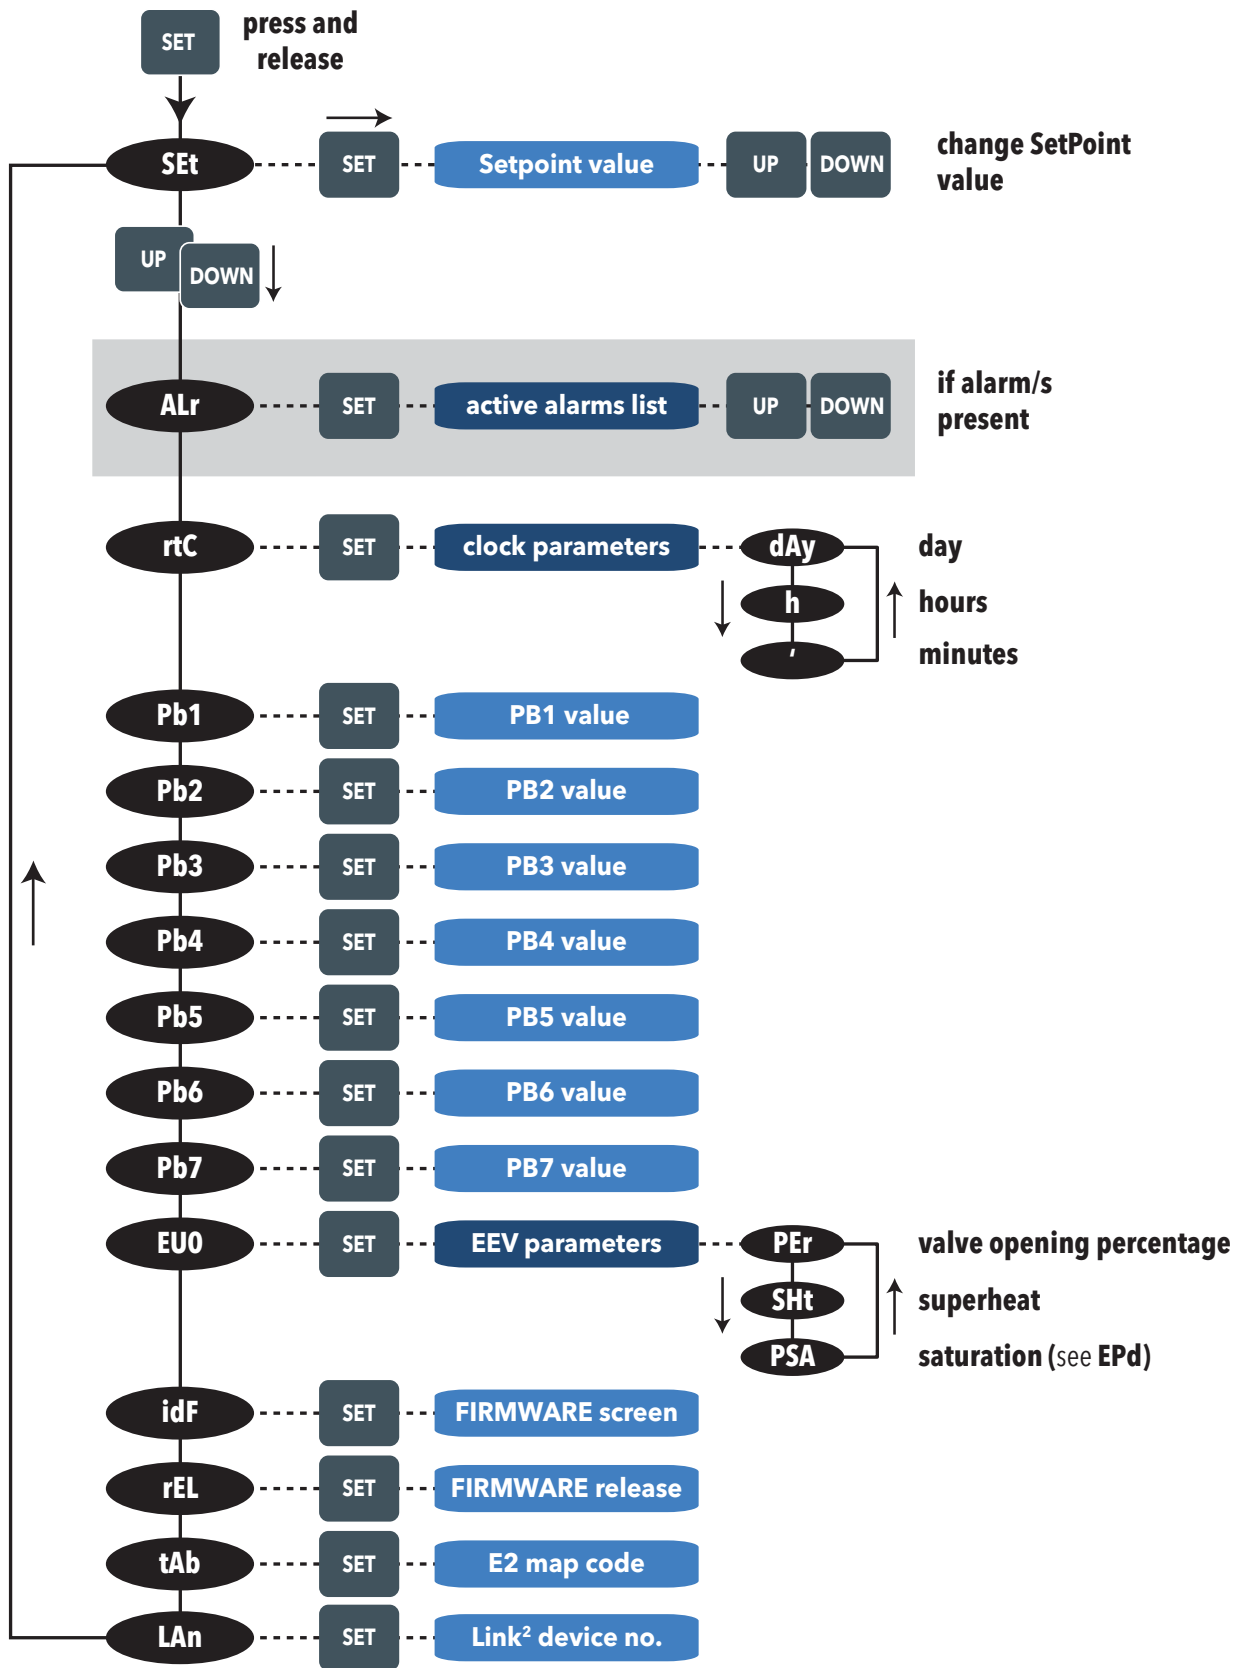 SET
press and
release
SEt
SET
Setpoint value
UP
DOWN
change SetPoint
value
UP
DOWN
ALr
SET
active alarms list
UP
DOWN
if alarm/s
present
rtC
SET
clock parameters
dAy
day
h
hours
'
minutes
Pb1
SET
PB1 value
Pb2
SET
PB2 value
Pb3
SET
PB3 value
Pb4
SET
PB4 value
Pb5
SET
PB5 value
Pb6
SET
PB6 value
Pb7
SET
PB7 value
EU0
SET
EEV parameters
PEr
valve opening percentage
SHt
superheat
PSA
saturation (see EPd)
idF
SET
FIRMWARE screen
rEL
SET
FIRMWARE release
tAb
SET
E2 map code
LAn
SET
Link² device no.